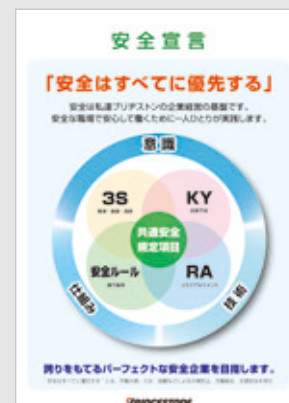 安全宣言
「安全はすべてに優先する」
安全は私達ブリヂストンの企業経営の基盤です。
安全な職場で安心して働くために一人ひとりが実践します。
意識
3S
KY
共通安全
規定項目
安全ルール
RA
仕組み
技術
誇りをもてるパーフェクトな安全企業を目指します。
BRIDGESTONE